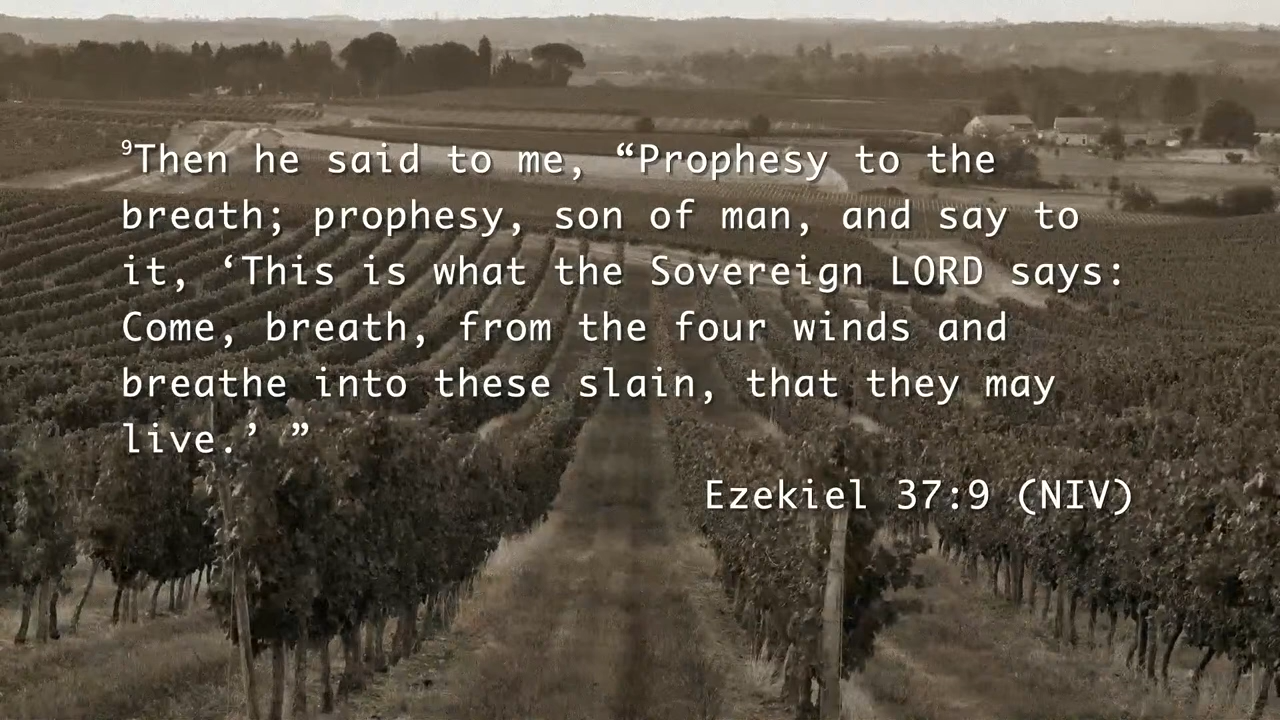 ⁹Then he said to me, “Prophesy to the
breath; prophesy, son of man, and say to
it, ‘This is what the Sovereign LORD says:
Come, breath, from the four winds and
breathe into these slain, that they may
live.’ ”
Ezekiel 37:9 (NIV)